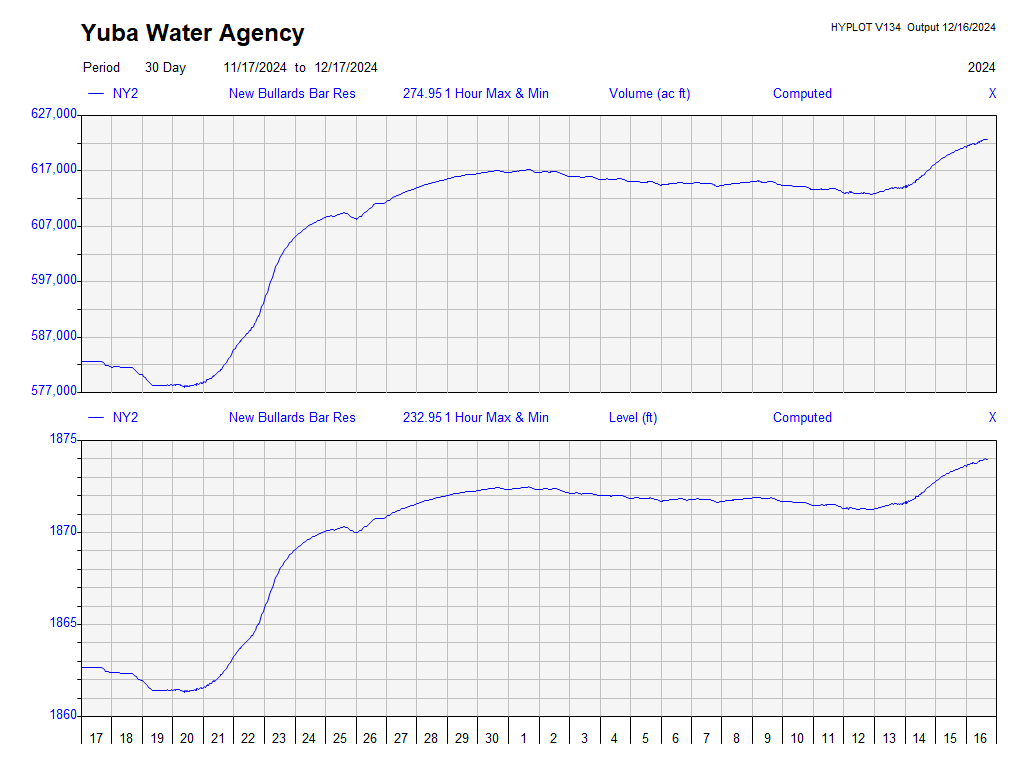 Yuba Water Agency
HYPLOT V134 Output 12/16/2024
Period 30 Day 11/17/2024 to 12/17/2024 2024
NY2 New Bullards Bar Res 274.95 1 Hour Max & Min Volume (ac ft) Computed X
627,000
617,000
607,000
597,000
587,000
577,000
NY2 New Bullards Bar Res 232.95 1 Hour Max & Min Level (ft) Computed X
1875
1870
1865
1860
17 18 19 20 21 22 23 24 25 26 27 28 29 30 1 2 3 4 5 6 7 8 9 10 11 12 13 14 15 16